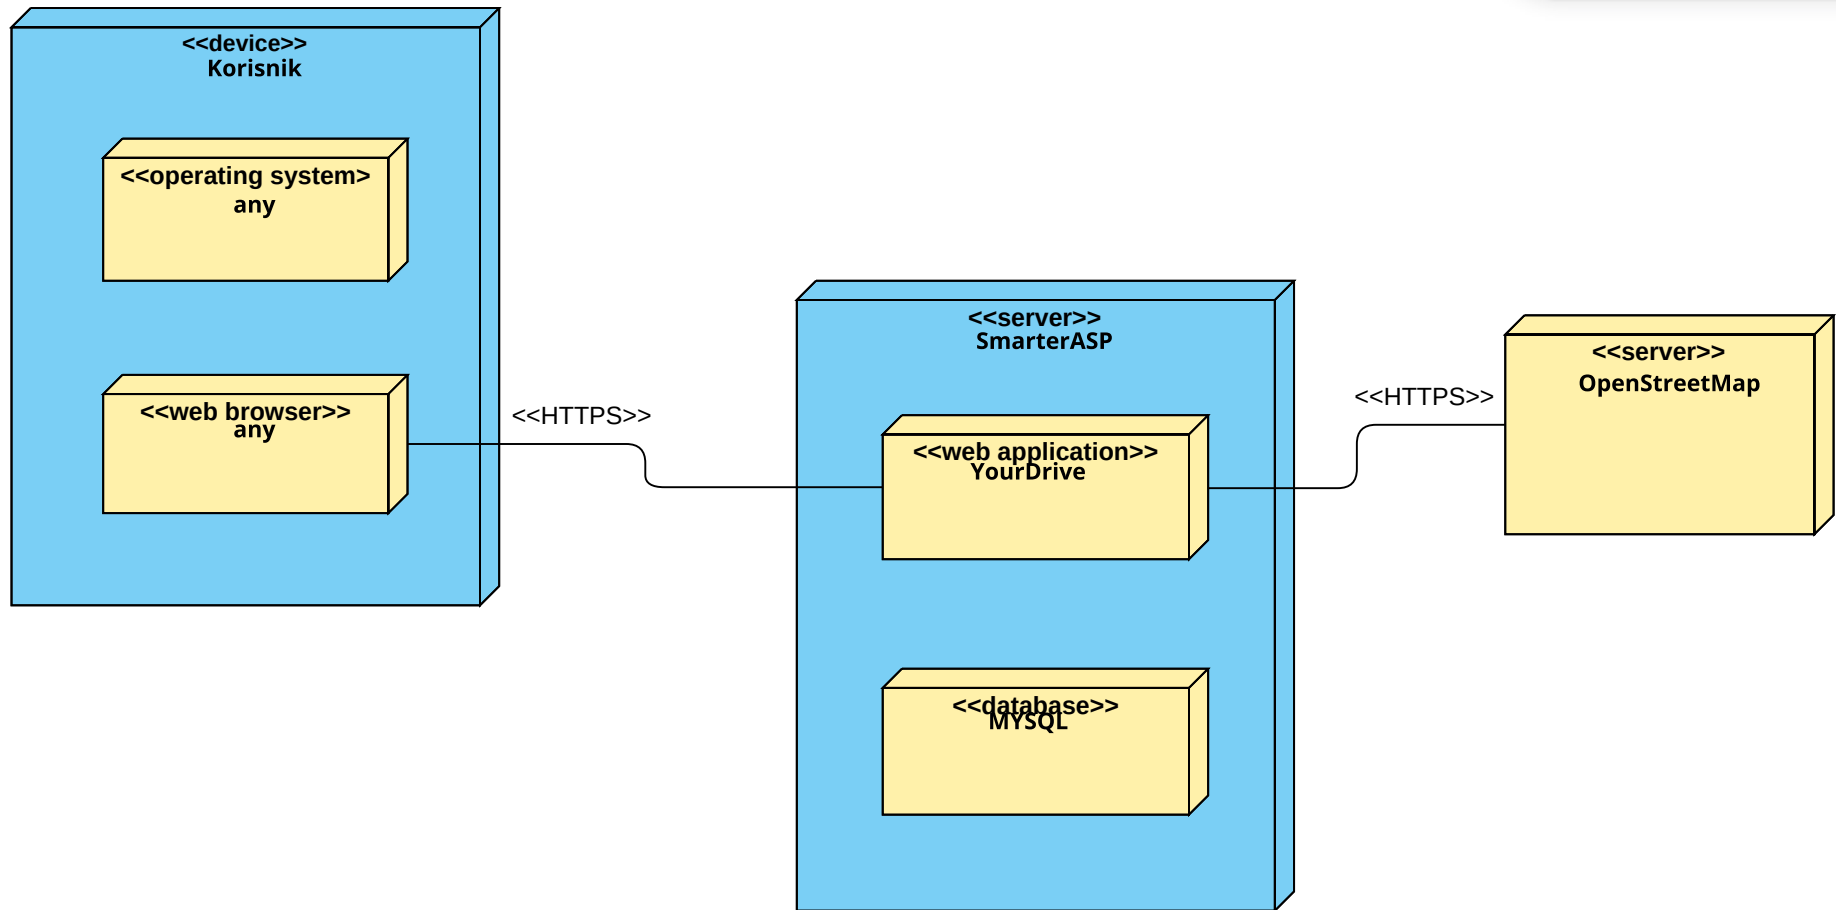 <<device>>
Korisnik
<<operating system>
any
<<web browser>>
any
<<HTTPS>>
<<server>>
SmarterASP
<<web application>>
YourDrive
<<database>>
MYSQL
<<HTTPS>>
<<server>>
OpenStreetMap